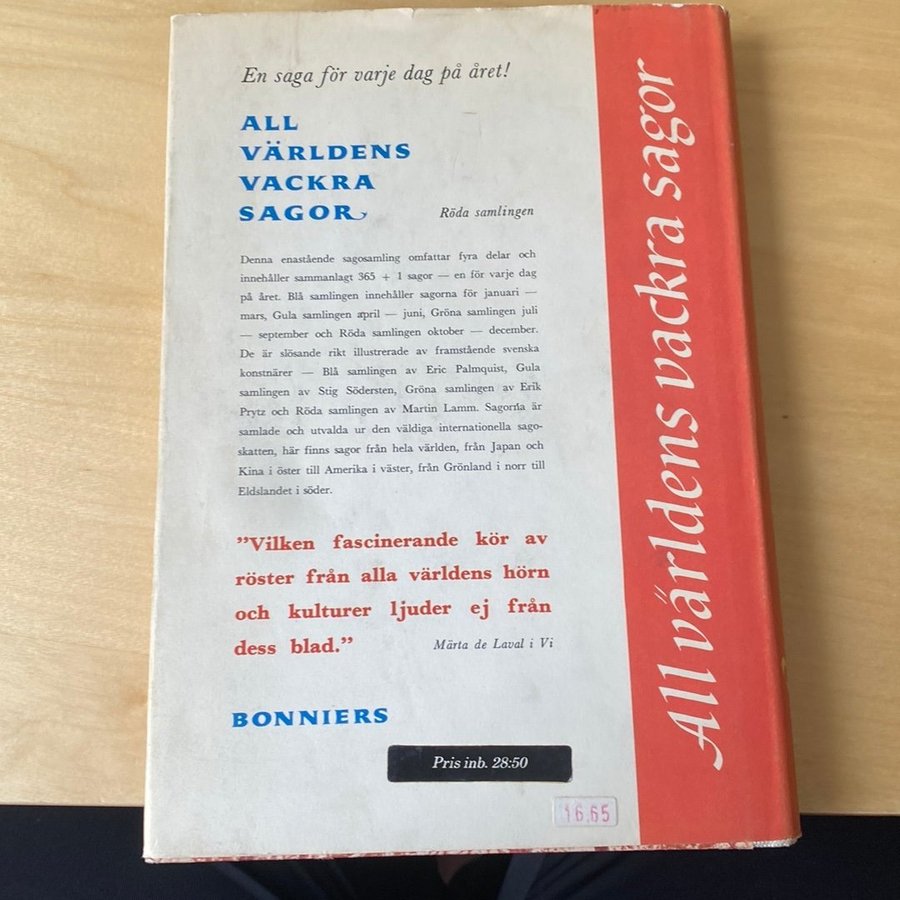 En saga för varje dag på året!
ALL
VÄRLDENS
VACKRA
SAGOR
Röda samlingen
Denna enastående sagosamling omfattar fyra delar och
innehåller sammanlagt 365 + 1 sagor — en för varje dag
på året. Blå samlingen innehåller sagorna för januari —
mars, Gula samlingen april — juni, Gröna samlingen juli
— september och Röda samlingen oktober — december.
De är slösande rikt illustrerade av framstående svenska
konstnärer — Blå samlingen av Eric Palmquist, Gula
samlingen av Stig Södersten, Gröna samlingen av Erik
Prytz och Röda samlingen av Martin Lamm. Sagorna är
samlade och utvalda ur den väldiga internationella sago-
skatten, här finns sagor från hela världen, från Japan och
Kina i öster till Amerika i väster, från Grönland i norr till
Eldslandet i söder.
”Vilken fascinerande kör av
röster från alla världens hörn
och kulturer ljuder ej från
dess blad.”
Märta de Laval i Vi
BONNIERS
Pris inb. 28:50
16,65
All världens vackra sagor